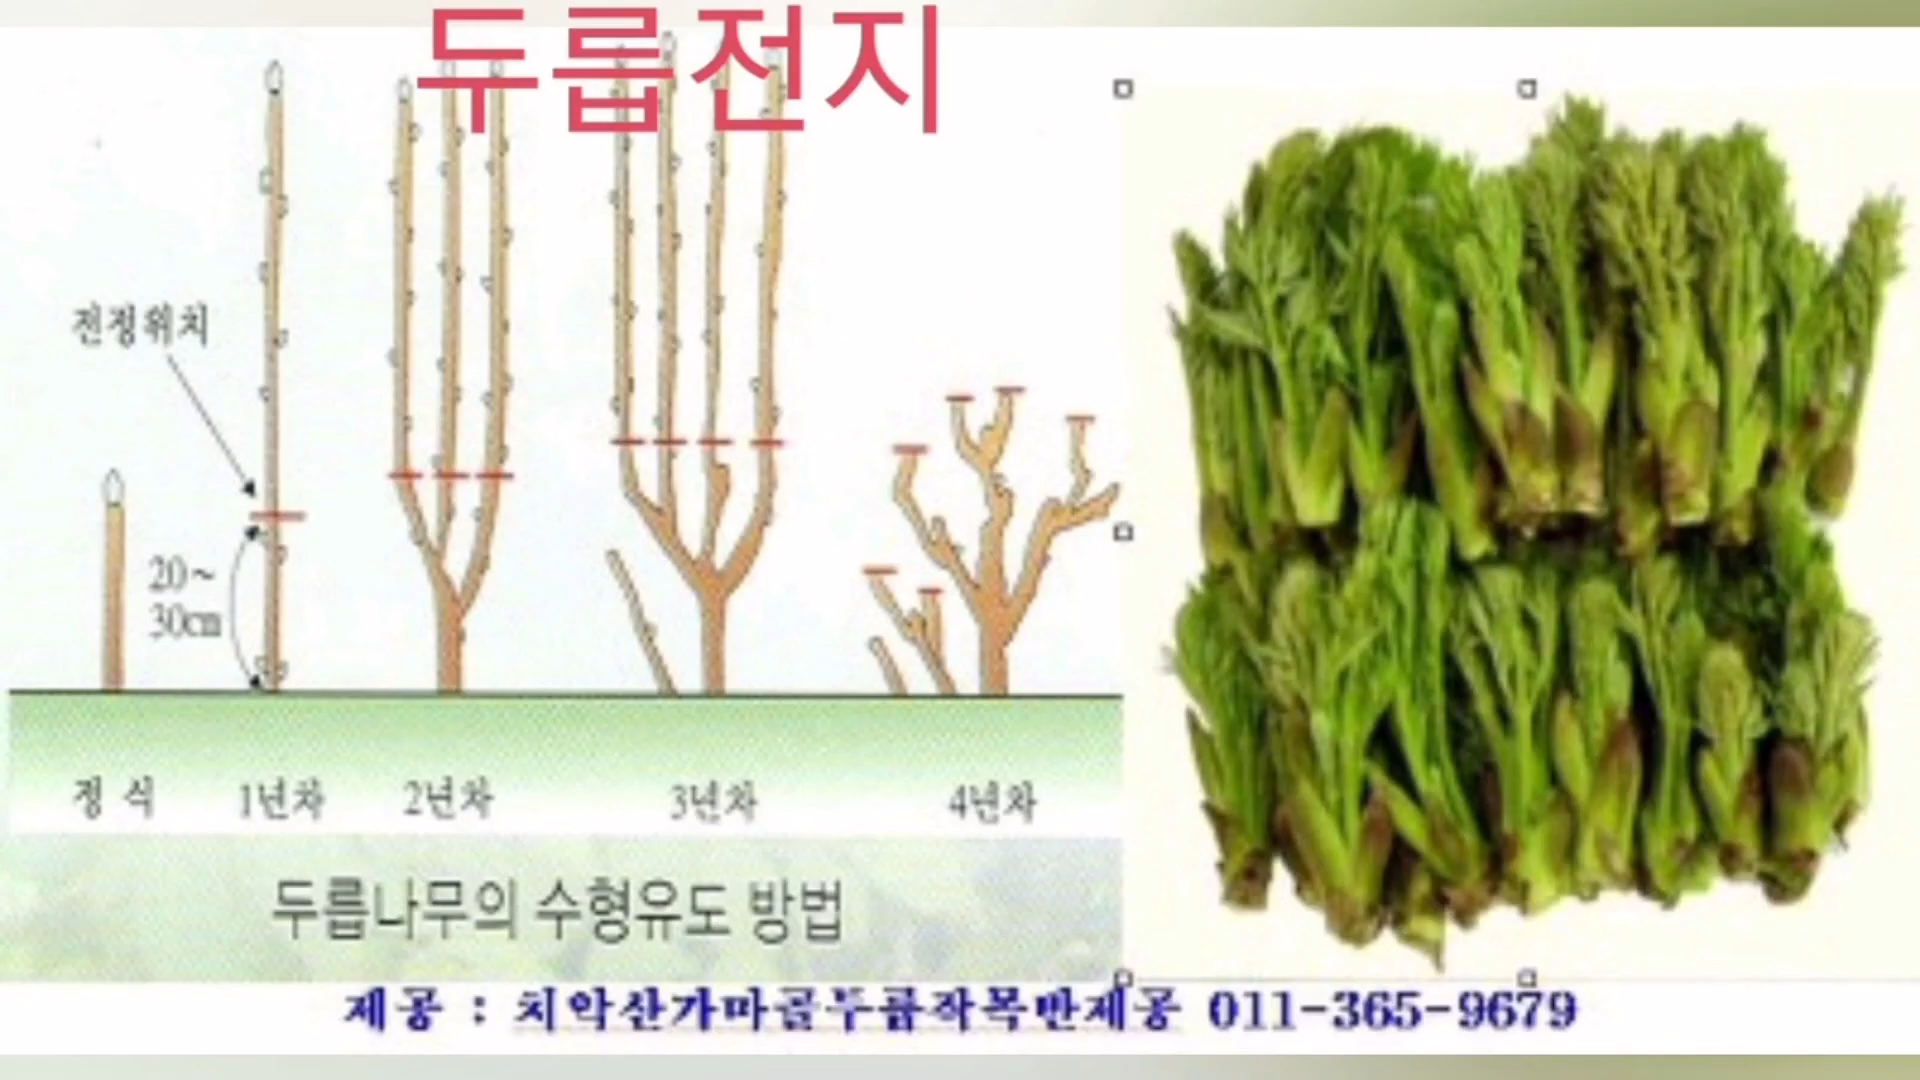 두릅전지
전정위치
20~
30cm
정 식 1년차 2년차 3년차 4년차
두릅나무의 수형유도 방법
제공 : 치악산가마골두릅작목반제공 011-365-9679